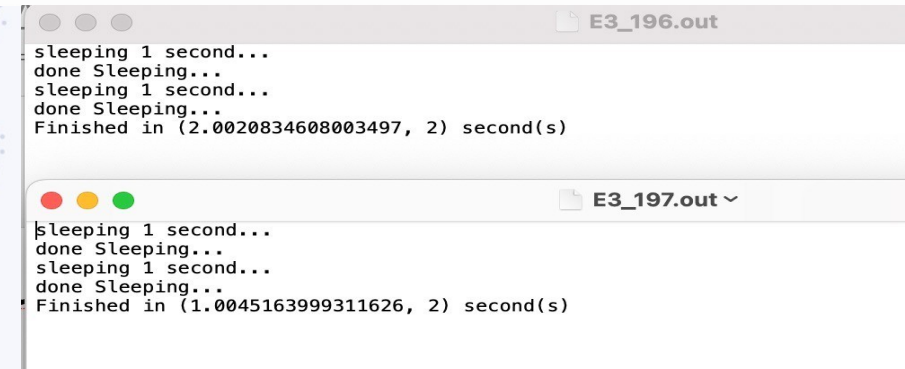 E3_196.out
sleeping 1 second...
done Sleeping...
sleeping 1 second...
done Sleeping...
Finished in (2.0020834608003497, 2) second(s)
E3_197.out
sleeping 1 second...
done Sleeping...
sleeping 1 second...
done Sleeping...
Finished in (1.0045163999311626, 2) second(s)